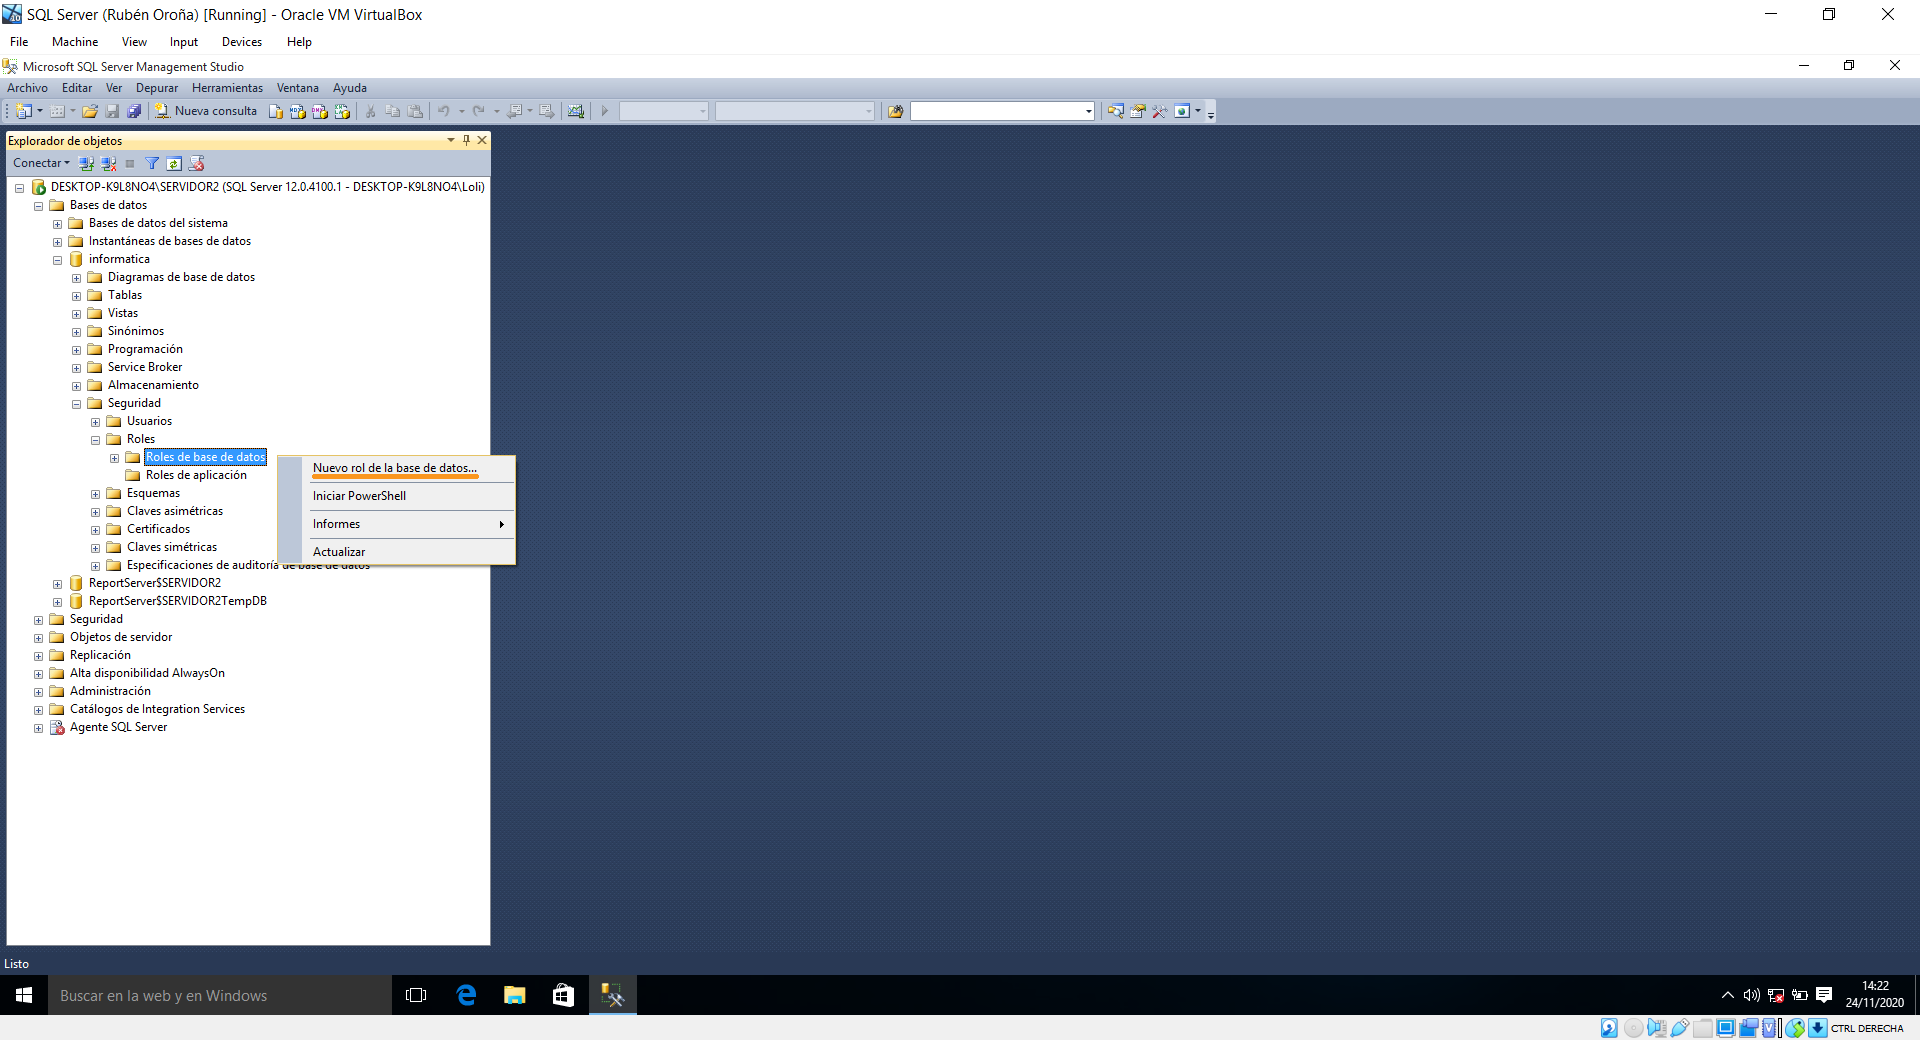 SQL Server (Rubén Oroña) [Running] - Oracle VM VirtualBox
File Machine View Input Devices Help
Microsoft SQL Server Management Studio
Archivo Editar Ver Depurar Herramientas Ventana Ayuda
Nueva consulta
Explorador de objetos
Conectar
DESKTOP-K9L8NO4\SERVIDOR2 (SQL Server 12.0.4100.1 - DESKTOP-K9L8NO4\Loli)
Bases de datos
Bases de datos del sistema
Instantáneas de bases de datos
informatica
Diagramas de base de datos
Tablas
Vistas
Sinónimos
Programación
Service Broker
Almacenamiento
Seguridad
Usuarios
Roles
Roles de base de datos
Roles de aplicación
Esquemas
Claves asimétricas
Certificados
Claves simétricas
Especificaciones de auditoría de base de datos
ReportServer$SERVIDOR2
ReportServer$SERVIDOR2TempDB
Seguridad
Objetos de servidor
Replicación
Alta disponibilidad AlwaysOn
Administración
Catálogos de Integration Services
Agente SQL Server
Nuevo rol de la base de datos...
Iniciar PowerShell
Informes
Actualizar
Listo
Buscar en la web y en Windows
14:22
24/11/2020
CTRL DERECHA